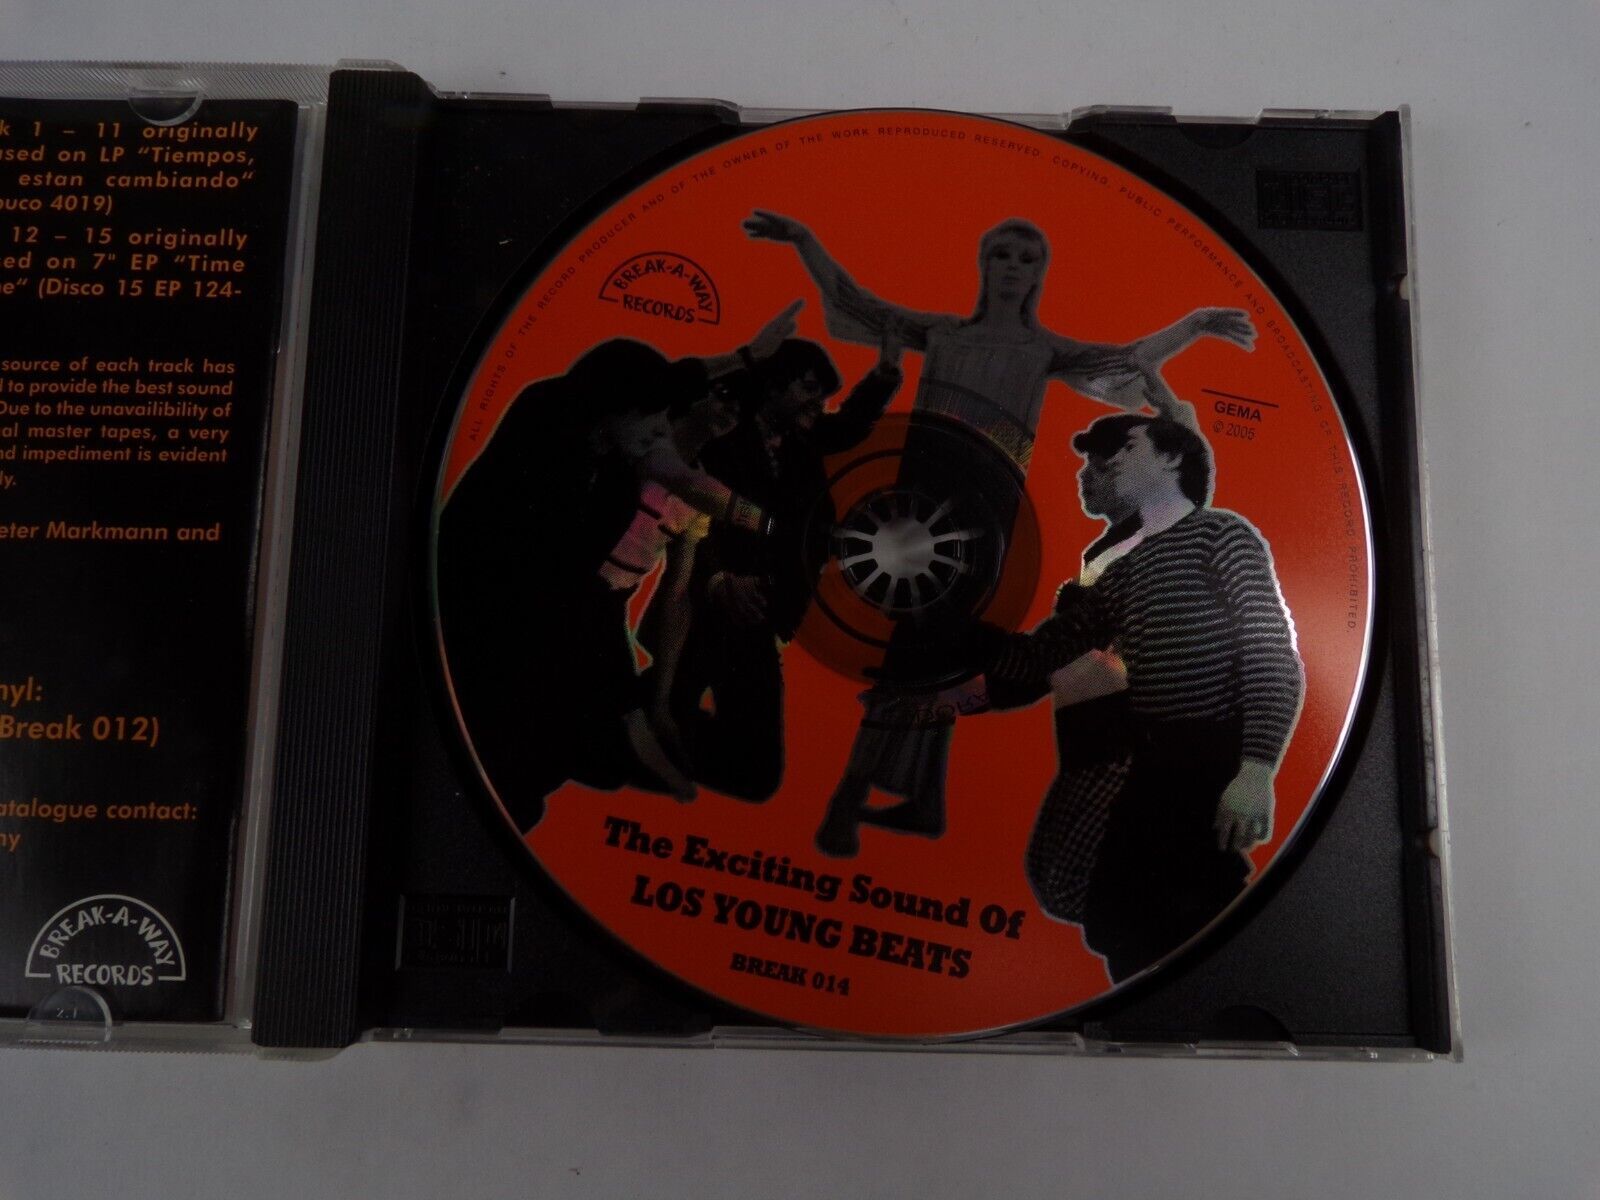 k 1 – 11 originally
ased on LP “Tiempos,
estan cambiando“
buco 4019)
12 – 15 originally
sed on 7" EP “Time
ne“ (Disco 15 EP 124-
source of each track has
d to provide the best sound
Due to the unavailibility of
al master tapes, a very
nd impediment is evident
ly.
eter Markmann and
nyl:
Break 012)
atalogue contact:
ny
BREAK-A-WAY
RECORDS
ALL RIGHTS OF THE RECORD PRODUCER AND OF THE OWNER OF THE WORK REPRODUCED RESERVED. COPYING, PUBLIC PERFORMANCE AND BROADCASTING OF THIS RECORD PROHIBITED.
BREAK-A-WAY
RECORDS
GEMA
© 2005
The Exciting Sound Of
LOS YOUNG BEATS
BREAK 014